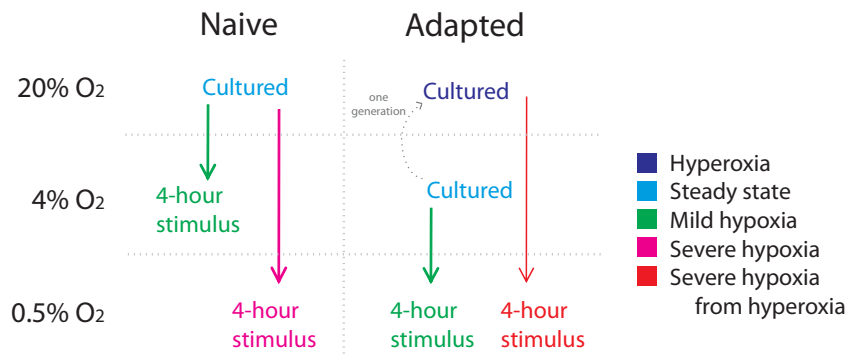 Naive
Adapted
20% O₂
Cultured
one
generation
Cultured
4% O₂
4-hour
stimulus
Cultured
0.5% O₂
4-hour
stimulus
4-hour
stimulus
4-hour
stimulus
Hyperoxia
Steady state
Mild hypoxia
Severe hypoxia
Severe hypoxia
from hyperoxia